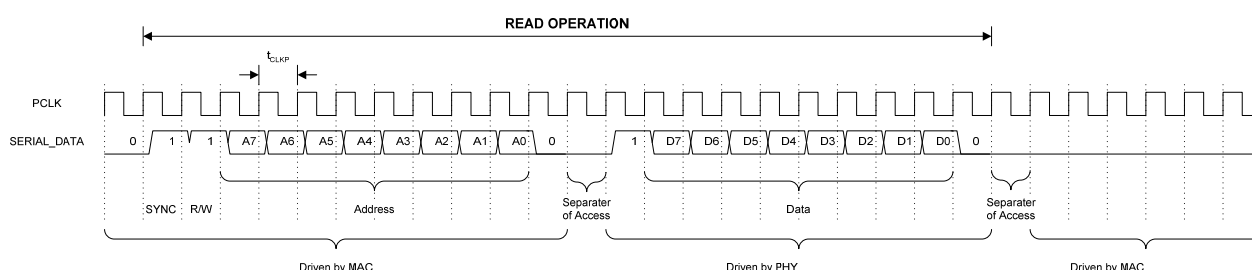 READ OPERATION
tCLKP
PCLK
SERIAL_DATA 0 1 1 A7 A6 A5 A4 A3 A2 A1 A0 0 1 D7 D6 D5 D4 D3 D2 D1 D0 0
SYNC R/W Address Separater of Access Data Separater of Access
Driven by MAC Driven by PHY Driven by MAC